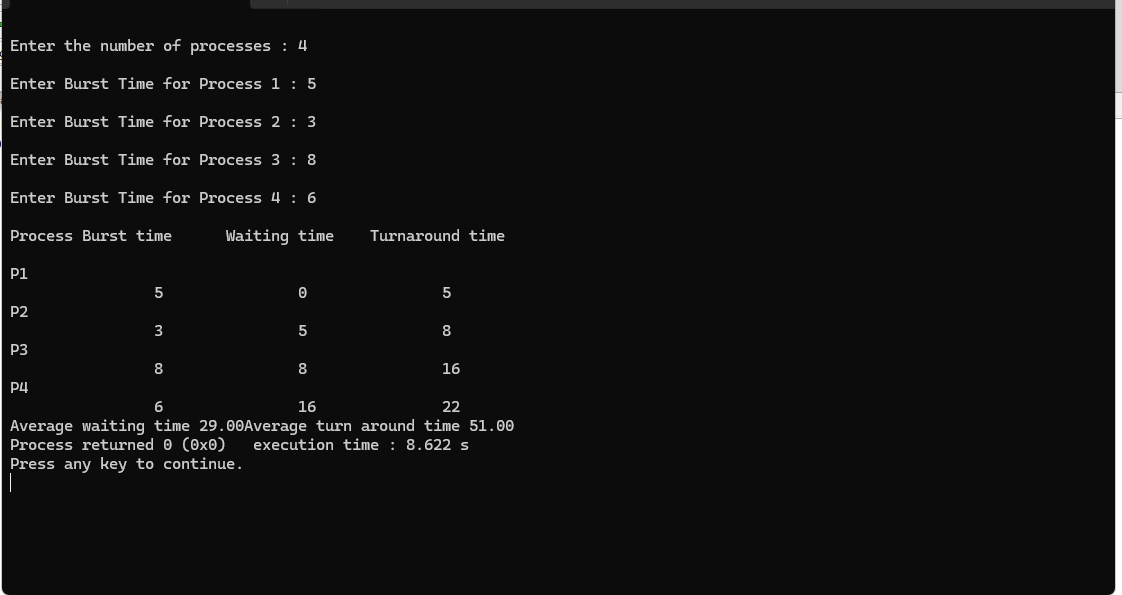 Enter the number of processes : 4
Enter Burst Time for Process 1 : 5
Enter Burst Time for Process 2 : 3
Enter Burst Time for Process 3 : 8
Enter Burst Time for Process 4 : 6
Process Burst time      Waiting time    Turnaround time
P1
                5               0               5
P2
                3               5               8
P3
                8               8               16
P4
                6               16              22
Average waiting time 29.00Average turn around time 51.00
Process returned 0 (0x0)   execution time : 8.622 s
Press any key to continue.